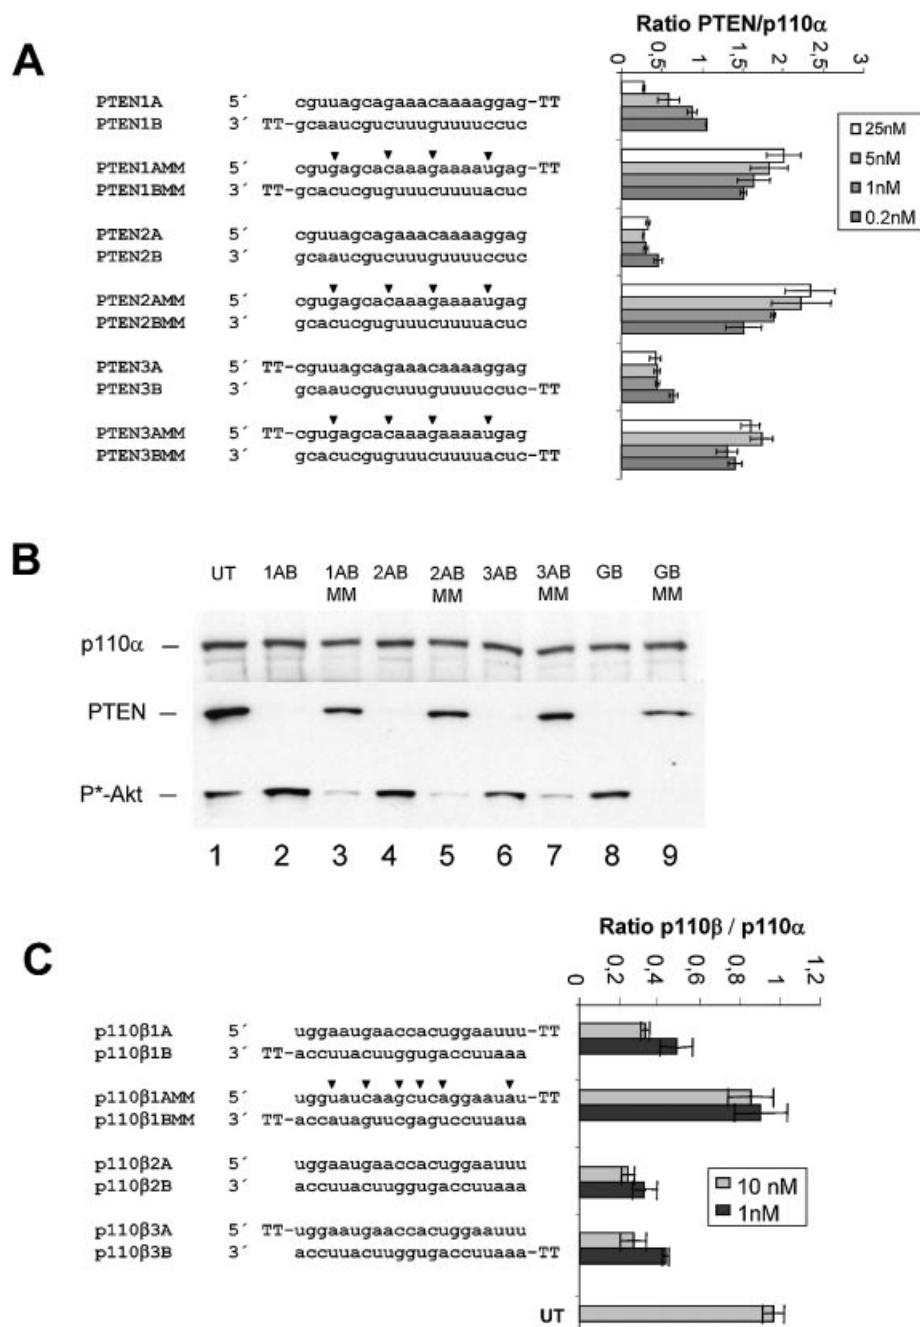 A
Ratio PTEN/p110α
0 0,5 1 1,5 2 2,5 3
25nM
5nM
1nM
0.2nM
PTEN1A 5´ cguuagcagaaacaaaaggag-TT
PTEN1B 3´ TT-gcaaucgucuuuguuuuccuc
PTEN1AMM 5´ cgugagcacaaagaaaaugag-TT
PTEN1BMM 3´ TT-gcacucguguuucuuuuacuc
PTEN2A 5´ cguuagcagaaacaaaaggag
PTEN2B 3´ gcaaucgucuuuguuuuccuc
PTEN2AMM 5´ cgugagcacaaagaaaaugag
PTEN2BMM 3´ gcacucguguuucuuuuacuc
PTEN3A 5´ TT-cguuagcagaaacaaaaggag
PTEN3B 3´ gcaaucgucuuuguuuuccuc-TT
PTEN3AMM 5´ TT-cgugagcacaaagaaaaugag
PTEN3BMM 3´ gcacucguguuucuuuuacuc-TT
B
UT 1AB 1AB MM 2AB 2AB MM 3AB 3AB MM GB GB MM
p110α
PTEN
P*-Akt
1 2 3 4 5 6 7 8 9
C
Ratio p110β / p110α
0 0,2 0,4 0,6 0,8 1 1,2
p110β1A 5´ uggaaugaaccacuggaauuu-TT
p110β1B 3´ TT-accuuacuuggugaccuuaaa
p110β1AMM 5´ ugguaucaagcucaggaauau-TT
p110β1BMM 3´ TT-accauaguucgaguccuuaua
p110β2A 5´ uggaaugaaccacuggaauuu
p110β2B 3´ accuuacuuggugaccuuaaa
p110β3A 5´ TT-uggaaugaaccacuggaauuu
p110β3B 3´ accuuacuuggugaccuuaaa-TT
10 nM
1nM
UT